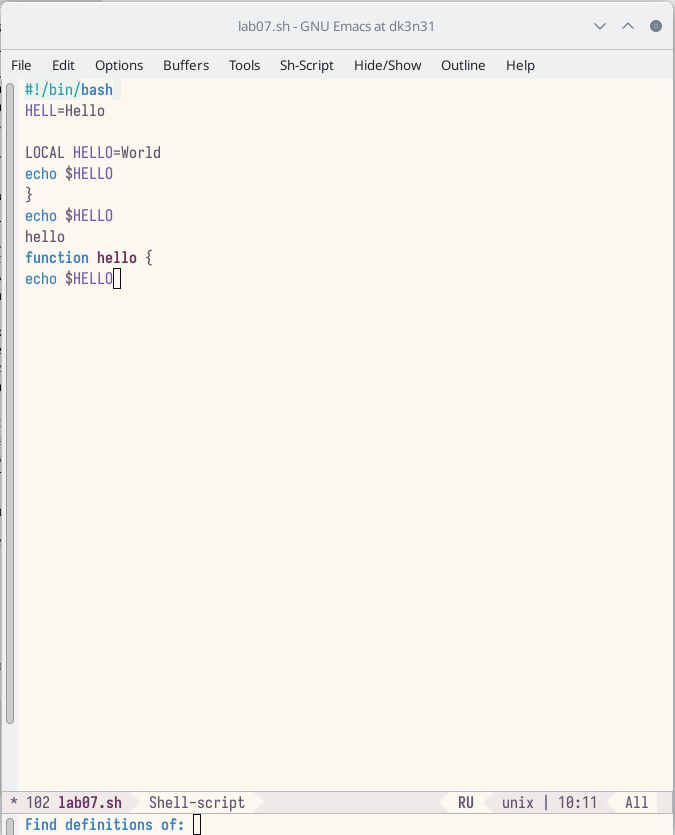 lab07.sh - GNU Emacs at dk3n31
File Edit Options Buffers Tools Sh-Script Hide/Show Outline Help
#!/bin/bash
HELL=Hello
LOCAL HELLO=World
echo $HELLO
}
echo $HELLO
hello
function hello {
echo $HELLO
* 102 lab07.sh Shell-script RU unix | 10:11 All
Find definitions of: